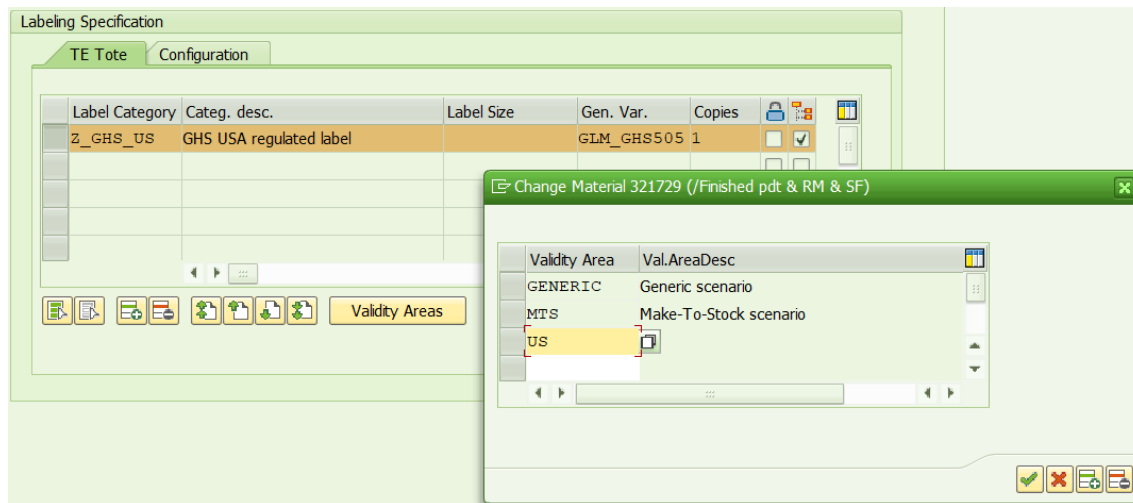 Labeling Specification
TE Tote Configuration
Label Category Categ. desc. Label Size Gen. Var. Copies
Z_GHS_US GHS USA regulated label GLM_GHS505 1
Change Material 321729 (/Finished pdt & RM & SF)
Validity Area Val.AreaDesc
GENERIC Generic scenario
MTS Make-To-Stock scenario
US
Validity Areas